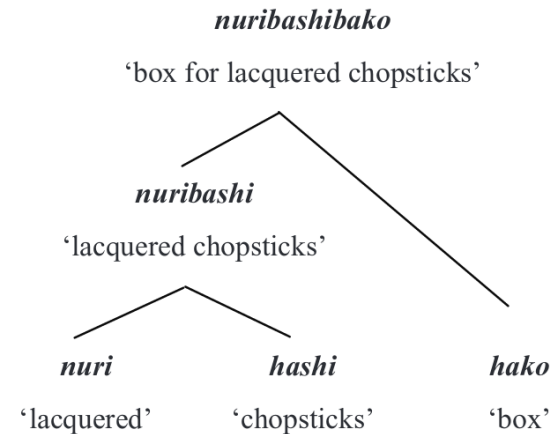 nuribashibako
‘box for lacquered chopsticks’
nuribashi
‘lacquered chopsticks’
nuri hashi hako
‘lacquered’ ‘chopsticks’ ‘box’